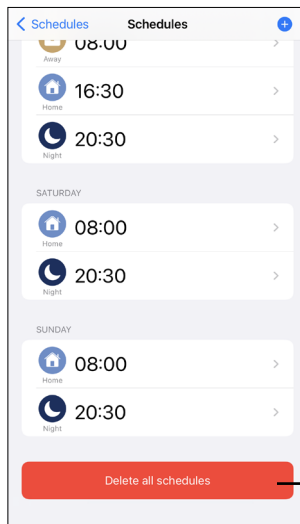 Schedules
Schedules
08:00
Away
16:30
Home
20:30
Night
SATURDAY
08:00
Home
20:30
Night
SUNDAY
08:00
Home
20:30
Night
Delete all schedules